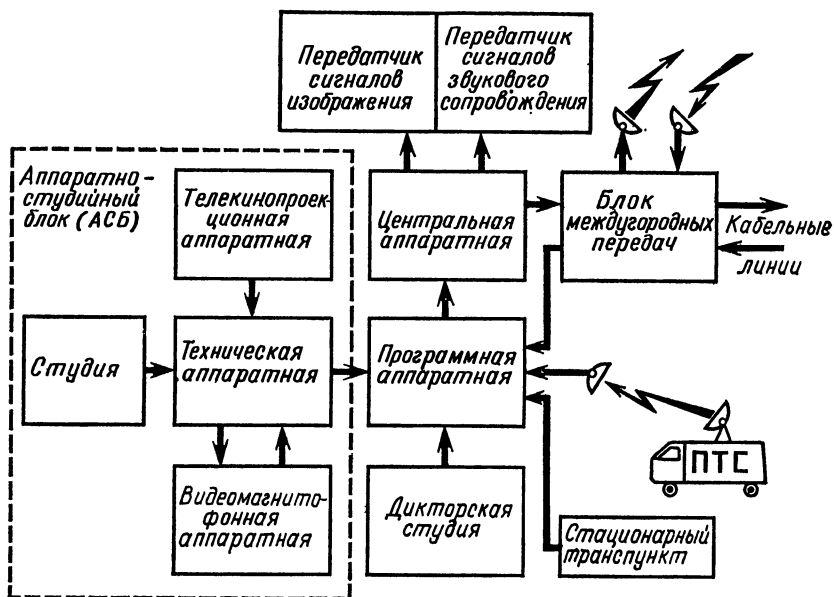 Передатчик
сигналов
изображения
Передатчик
сигналов
звукового
сопровождения
Аппаратно-
студийный
блок (АСБ)
Телекинопроек-
ционная
аппаратная
Центральная
аппаратная
Блок
междугородных
передач
Кабельные
линии
Студия
Техническая
аппаратная
Программная
аппаратная
ПТС
Видеомагнито-
фонная
аппаратная
Дикторская
студия
Стационарный
транспункт